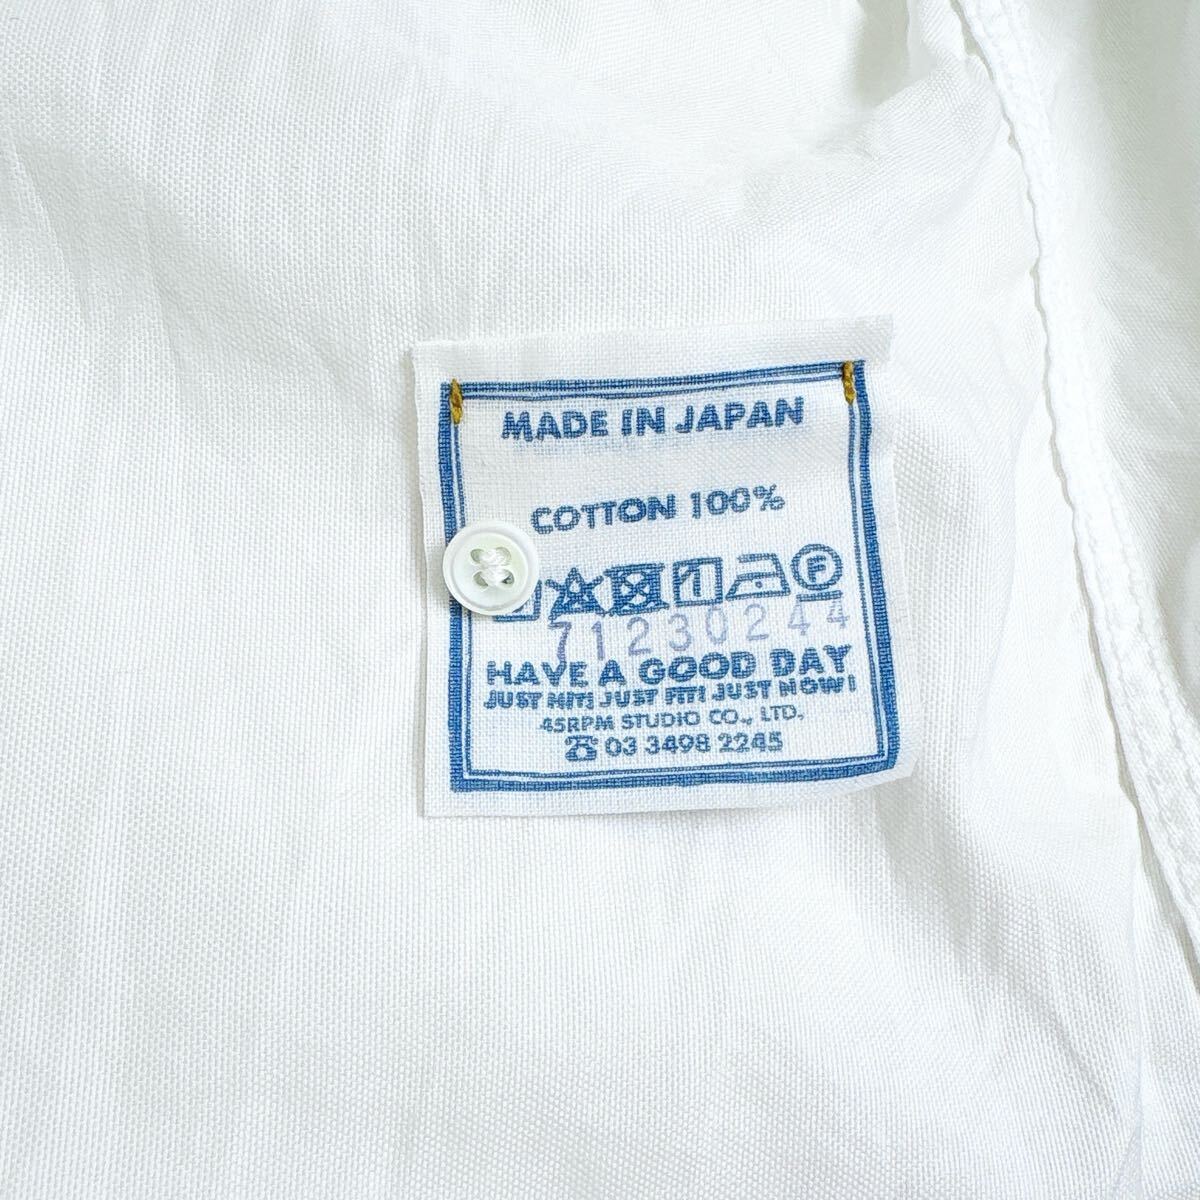 MADE IN JAPAN
COTTON 100%
F
71230244
HAVE A GOOD DAY
JUST HIT! JUST FIT! JUST NOW!
45RPM STUDIO CO., LTD.
☎ 03 3498 2245